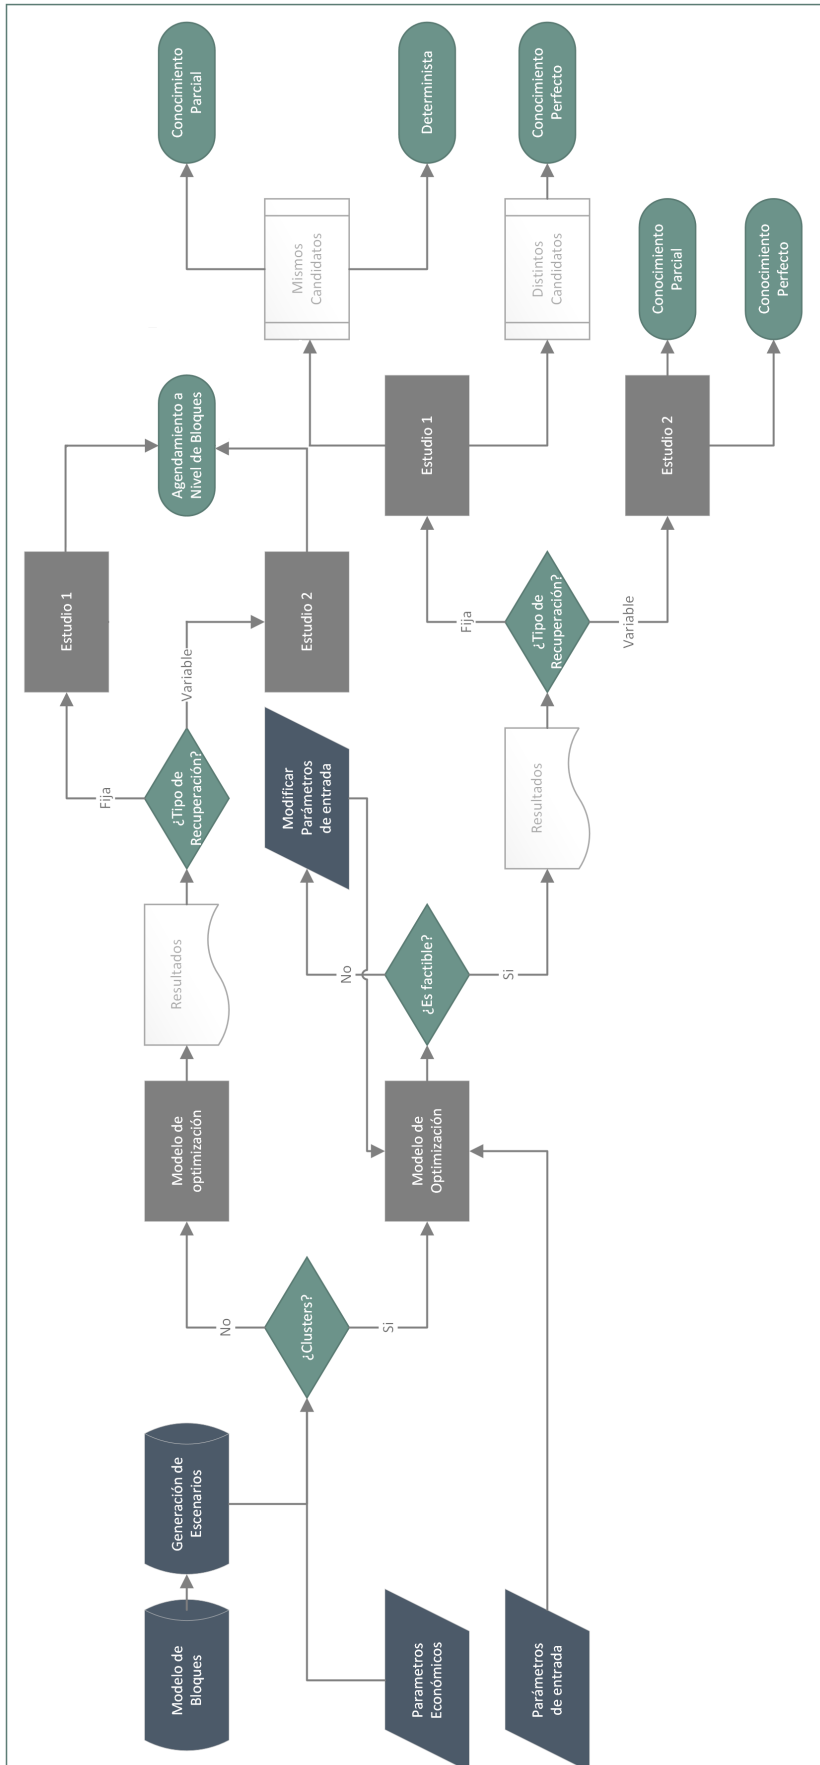 Modelo de
Bloques
Generación de
Escenarios
Parametros
Económicos
Parámetros
de entrada
¿Clusters?
No
Si
Modelo de
optimización
Modelo de
Optimización
Resultados
¿Es factible?
No
Si
Modificar
Parámetros
de entrada
¿Tipo de
Recuperación?
Fija
Variable
Resultados
Estudio 1
Estudio 2
¿Tipo de
Recuperación?
Fija
Variable
Agendamiento a
Nivel de Bloques
Estudio 1
Estudio 2
Mismos
Candidatos
Distintos
Candidatos
Conocimiento
Parcial
Conocimiento
Perfecto
Conocimiento
Parcial
Determinista
Conocimiento
Perfecto